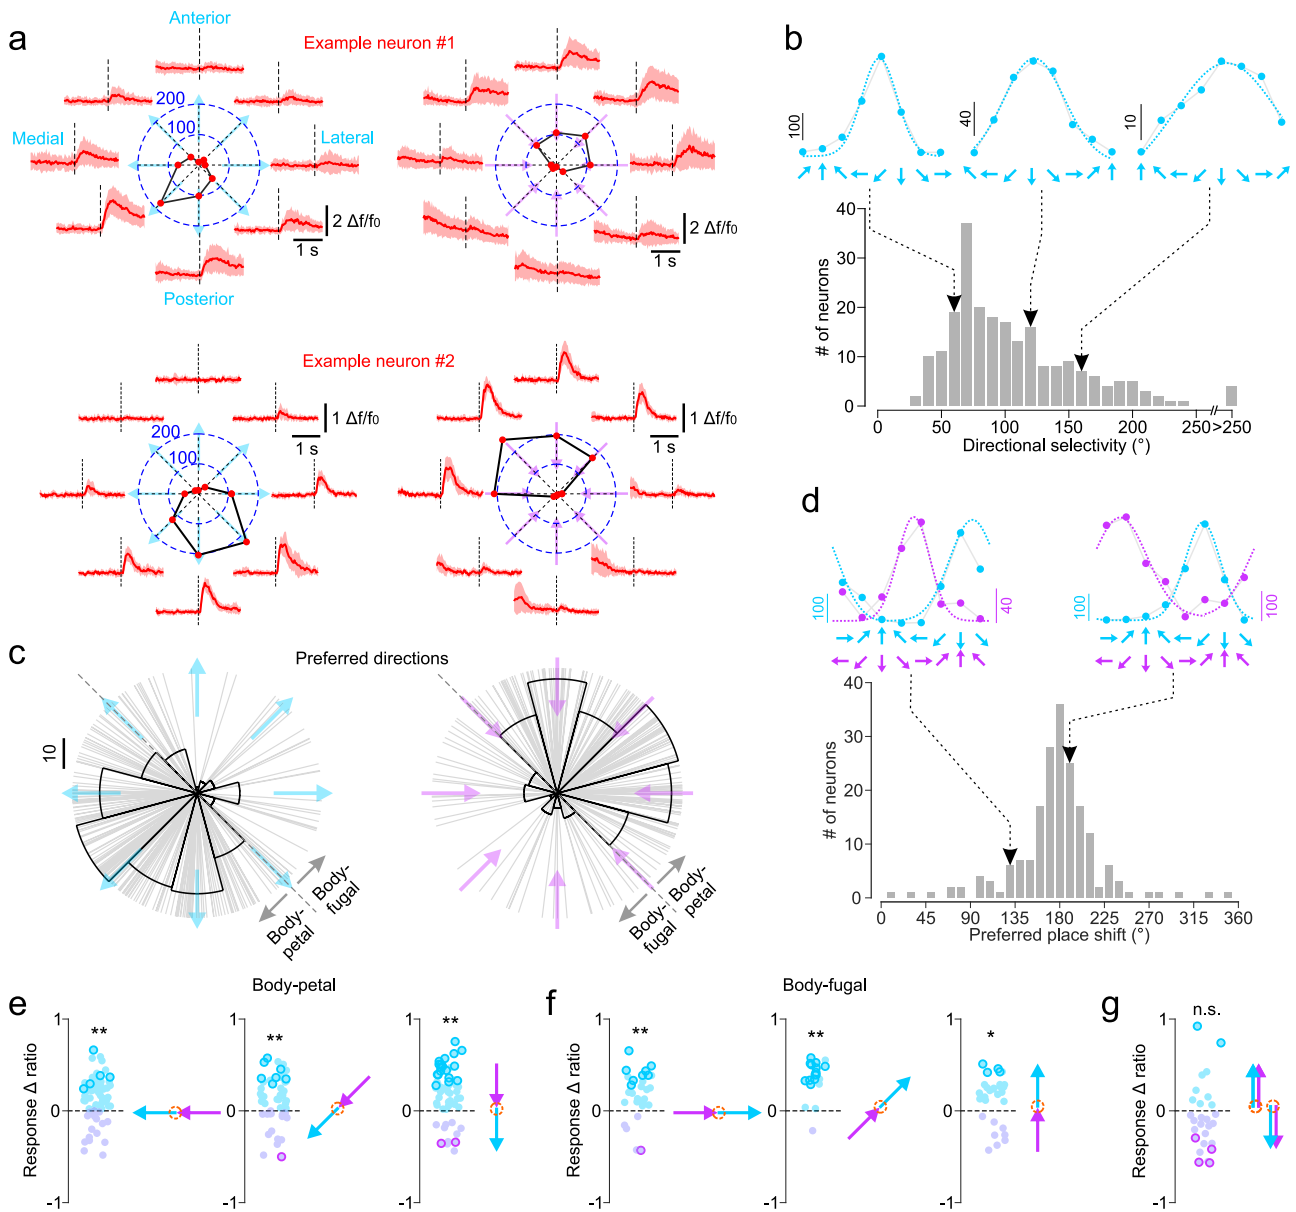 a
Anterior
Example neuron #1
200
100
Medial
Lateral
2 Δf/f0
1 s
2 Δf/f0
1 s
Posterior
Example neuron #2
200
100
1 Δf/f0
1 s
1 Δf/f0
1 s
b
100
40
10
# of neurons
40
30
20
10
0
0
50
100
150
200
250
>250
Directional selectivity (°)
c
Preferred directions
10
Body-
fugal
Body-
petal
Body-
petal
Body-
fugal
d
100
40
100
100
# of neurons
40
30
20
10
0
0
45
90
135
180
225
270
315
360
Preferred place shift (°)
e
Body-petal
Response Δ ratio
1
0
-1
**
1
0
-1
**
1
0
-1
**
f
Body-fugal
Response Δ ratio
1
0
-1
**
1
0
-1
**
1
0
-1
*
g
Response Δ ratio
1
0
-1
n.s.